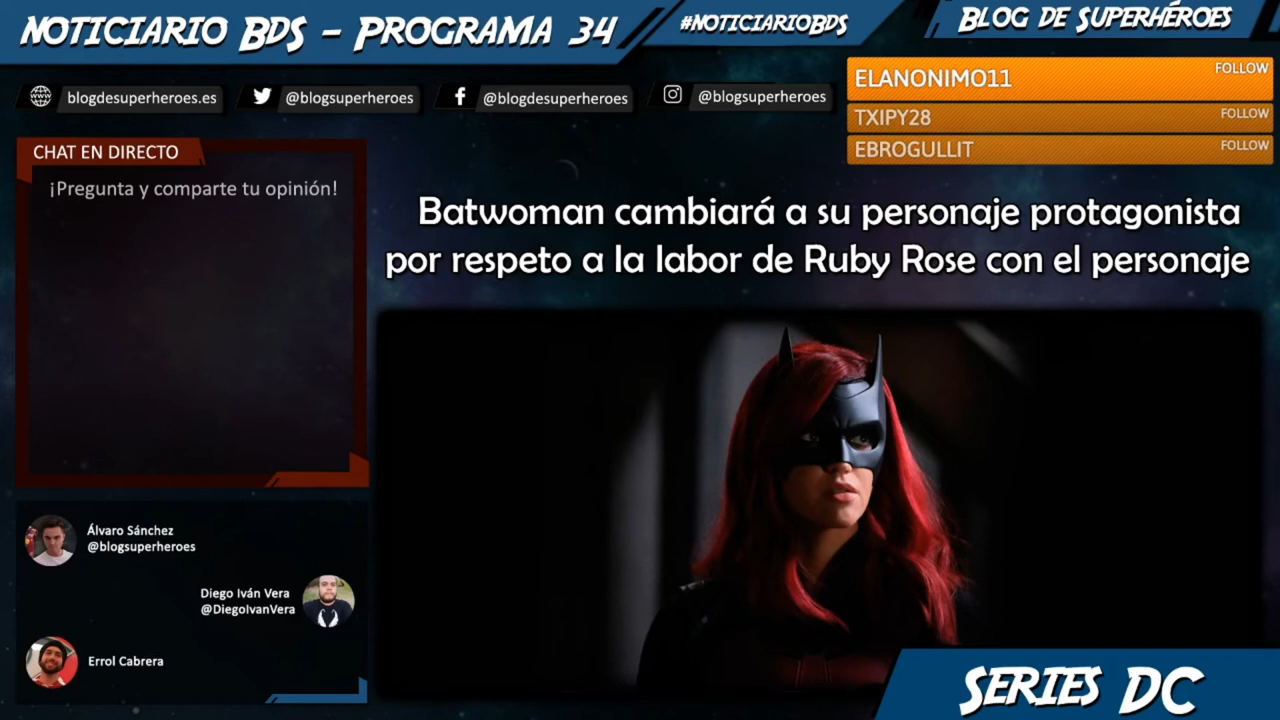 NOTICIARIO BDS - PROGRAMA 34
#NOTICIARIOBDS
BLOG DE SUPERHÉROES
www
blogdesuperheroes.es
@blogsuperheroes
@blogdesuperheroes
@blogsuperheroes
ELANONIMO11 FOLLOW
TXIPY28 FOLLOW
EBROGULLIT FOLLOW
CHAT EN DIRECTO
¡Pregunta y comparte tu opinión!
Batwoman cambiará a su personaje protagonista
por respeto a la labor de Ruby Rose con el personaje
Álvaro Sánchez
@blogsuperheroes
Diego Iván Vera
@DiegoIvanVera
Errol Cabrera
SERIES DC